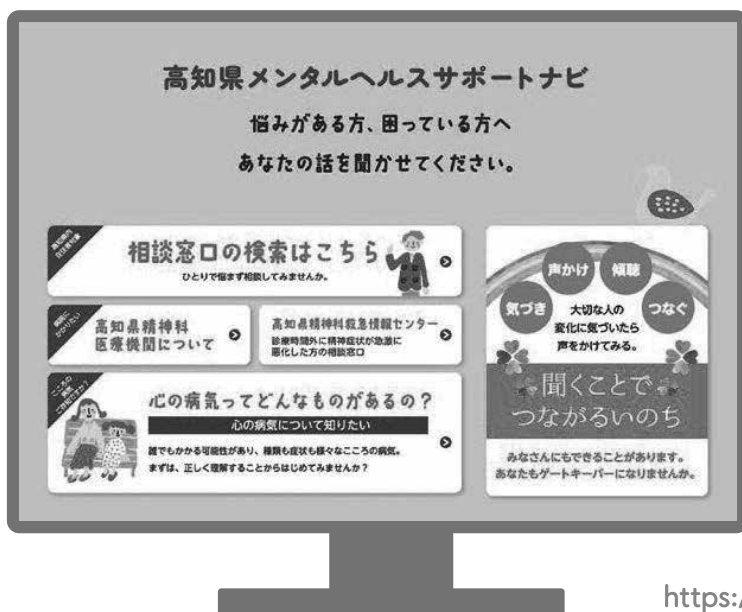 高知県メンタルヘルスサポートナビ
悩みがある方、困っている方へ
あなたの話を聞かせてください。
相談窓口の検索はこちら
ひとりで悩まず相談してみませんか。
高知県精神科
医療機関について
高知県精神科救急情報センター
診療時間外に精神症状が急激に
悪化した方の相談窓口
心の病気ってどんなものがあるの？
心の病気について知りたい
誰でもかかる可能性があり、種類も症状も様々なこころの病気。
まずは、正しく理解することからはじめてみませんか？
気づき
声かけ
傾聴
つなぐ
大切な人の
変化に気づいたら
声をかけてみる。
聞くことで
つながるいのち
みなさんにもできることがあります。
あなたもゲートキーパーになりませんか。
https:/